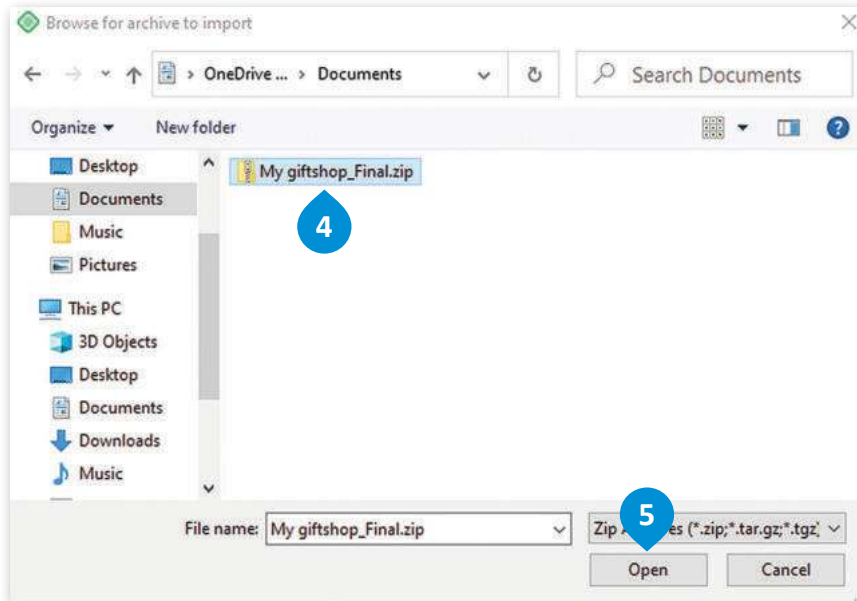 Browse for archive to import
OneDrive ... > Documents
Search Documents
Organize
New folder
Desktop
Documents
Music
Pictures
This PC
3D Objects
Desktop
Documents
Downloads
Music
My giftshop_Final.zip
4
File name: My giftshop_Final.zip
5
Zip (*.zip;*.tar.gz;*.tgz
Open
Cancel